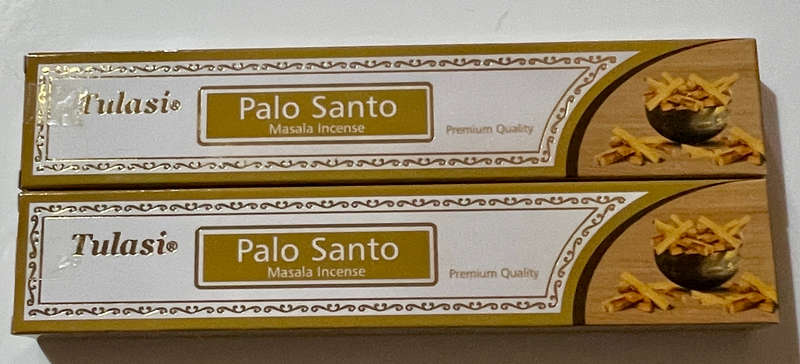 Tulasi®
Palo Santo
Masala Incense
Premium Quality
Tulasi®
Palo Santo
Masala Incense
Premium Quality